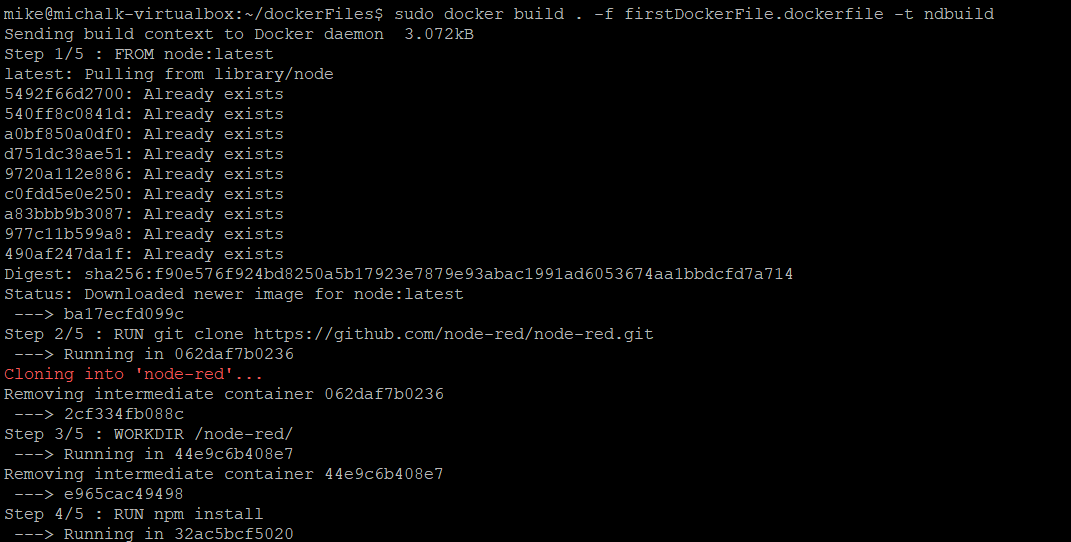 mike@michalk-virtualbox:~/dockerFiles$ sudo docker build . -f firstDockerFile.dockerfile -t ndbuild
Sending build context to Docker daemon  3.072kB
Step 1/5 : FROM node:latest
latest: Pulling from library/node
5492f66d2700: Already exists
540ff8c0841d: Already exists
a0bf850a0df0: Already exists
d751dc38ae51: Already exists
9720a112e886: Already exists
c0fdd5e0e250: Already exists
a83bbb9b3087: Already exists
977c11b599a8: Already exists
490af247da1f: Already exists
Digest: sha256:f90e576f924bd8250a5b17923e7879e93abac1991ad6053674aa1bbdcfd7a714
Status: Downloaded newer image for node:latest
 ---> ba17ecfd099c
Step 2/5 : RUN git clone https://github.com/node-red/node-red.git
 ---> Running in 062daf7b0236
Cloning into 'node-red'...
Removing intermediate container 062daf7b0236
 ---> 2cf334fb088c
Step 3/5 : WORKDIR /node-red/
 ---> Running in 44e9c6b408e7
Removing intermediate container 44e9c6b408e7
 ---> e965cac49498
Step 4/5 : RUN npm install
 ---> Running in 32ac5bcf5020